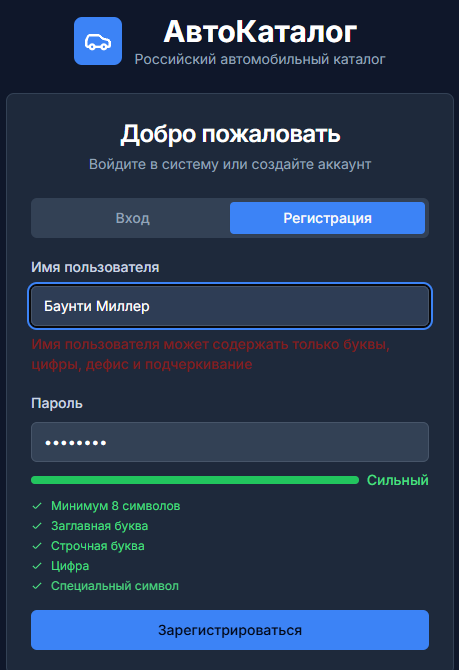 АвтоКаталог
Российский автомобильный каталог
Добро пожаловать
Войдите в систему или создайте аккаунт
Вход
Регистрация
Имя пользователя
Баунти Миллер
Имя пользователя может содержать только буквы,
цифры, дефис и подчеркивание
Пароль
••••••••
Сильный
Минимум 8 символов
Заглавная буква
Строчная буква
Цифра
Специальный символ
Зарегистрироваться